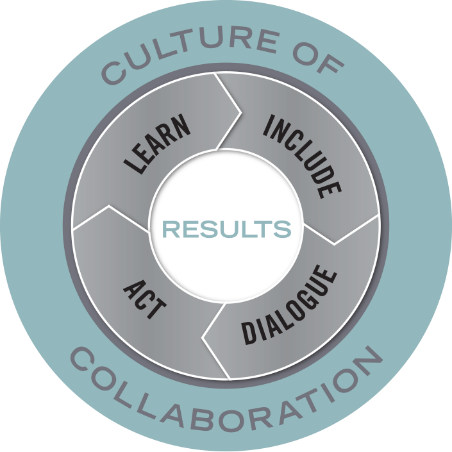 CULTURE OF
LEARN
INCLUDE
RESULTS
ACT
DIALOGUE
COLLABORATION